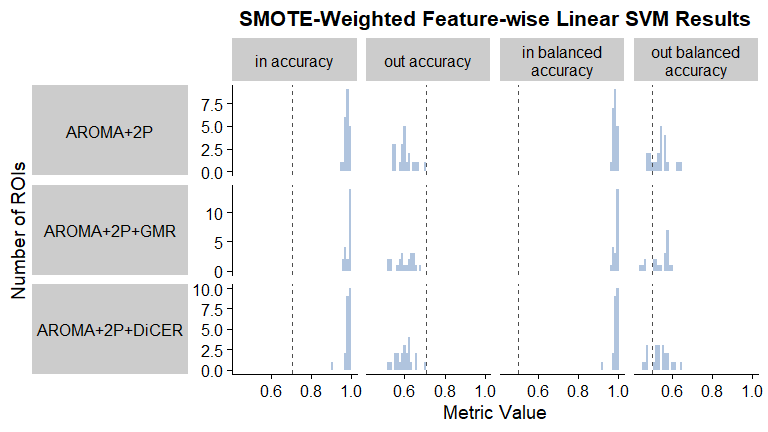 SMOTE-Weighted Feature-wise Linear SVM Results
in accuracy
out accuracy
in balanced
accuracy
out balanced
accuracy
Number of ROIs
AROMA+2P
7.5
5.0
2.5
0.0
AROMA+2P+GMR
10
5
0
AROMA+2P+DiCER
10.0
7.5
5.0
2.5
0.0
0.6 0.8 1.0 0.6 0.8 1.0 0.6 0.8 1.0 0.6 0.8 1.0
Metric Value